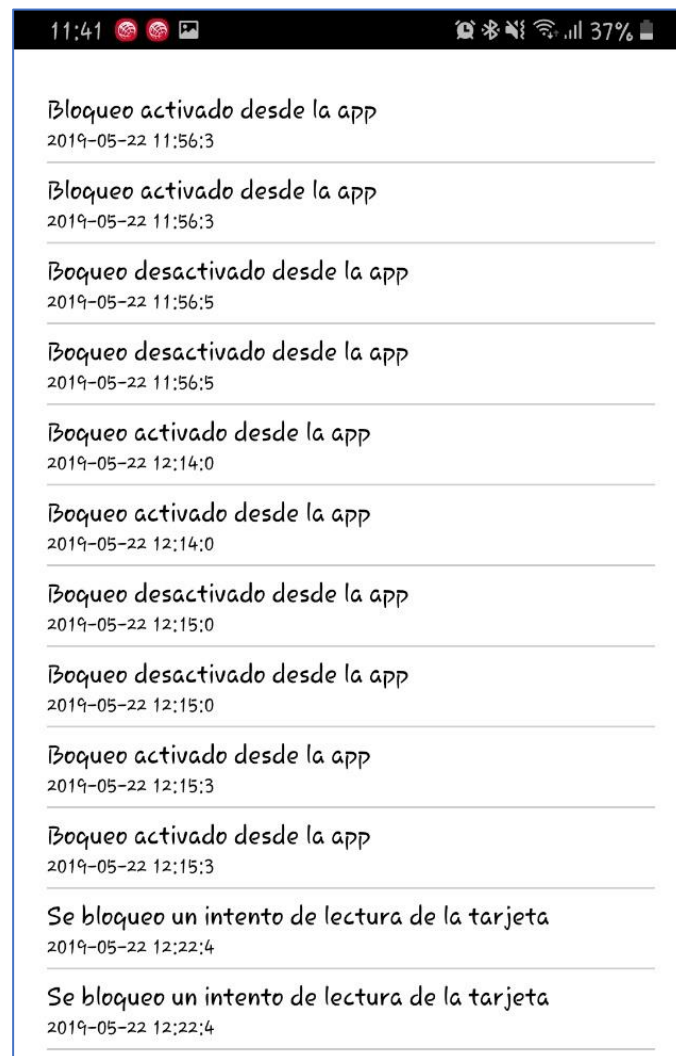 11:41 37%
Bloqueo activado desde la app
2019-05-22 11:56:3
Bloqueo activado desde la app
2019-05-22 11:56:3
Boqueo desactivado desde la app
2019-05-22 11:56:5
Boqueo desactivado desde la app
2019-05-22 11:56:5
Boqueo activado desde la app
2019-05-22 12:14:0
Boqueo activado desde la app
2019-05-22 12:14:0
Boqueo desactivado desde la app
2019-05-22 12:15:0
Boqueo desactivado desde la app
2019-05-22 12:15:0
Boqueo activado desde la app
2019-05-22 12:15:3
Boqueo activado desde la app
2019-05-22 12:15:3
Se bloqueo un intento de lectura de la tarjeta
2019-05-22 12:22:4
Se bloqueo un intento de lectura de la tarjeta
2019-05-22 12:22:4